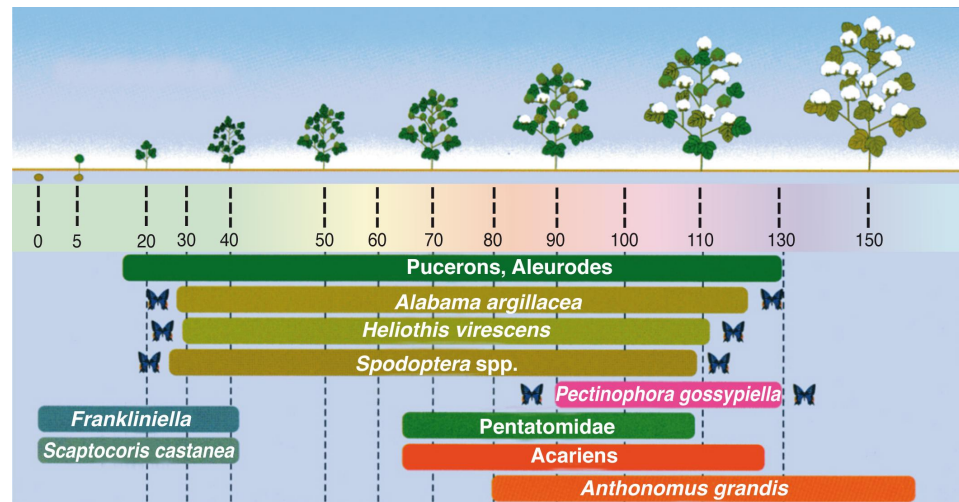 0 5 20 30 40 50 60 70 80 90 100 110 130 150
Pucerons, Aleurodes
Alabama argillacea
Heliothis virescens
Spodoptera spp.
Pectinophora gossypiella
Frankliniella
Pentatomidae
Scaptocoris castanea
Acariens
Anthonomus grandis